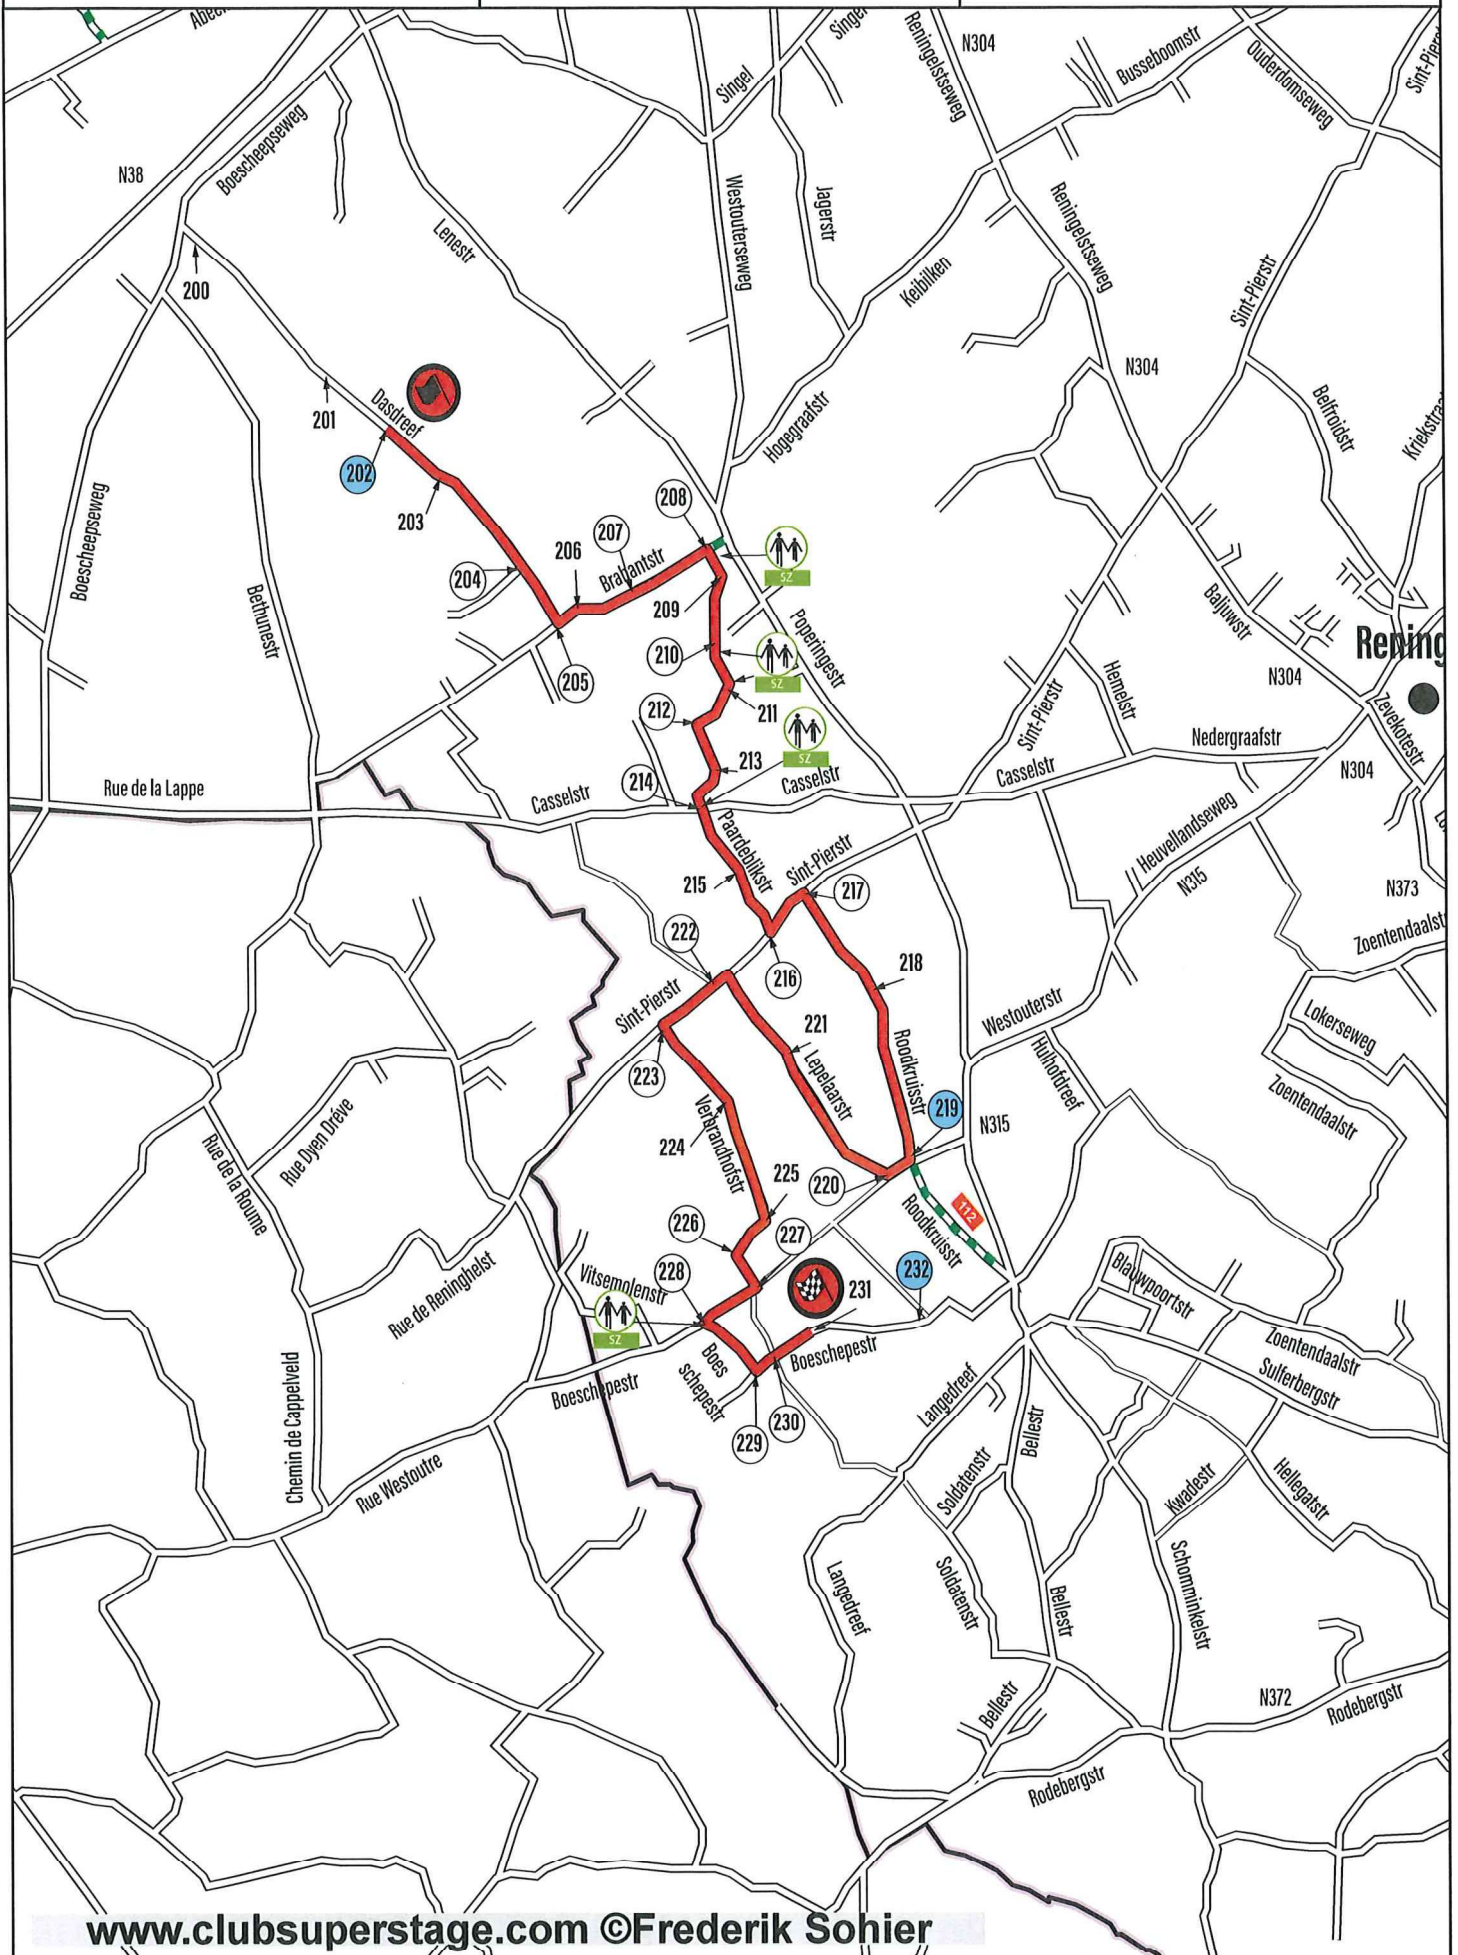 Singel
Reningelstseweg
N304
Busseboomstr
Ouderdomseweg
Singel
Boescheepseweg
N38
Lenestr
Westouterseweg
Jagerstr
Keibilken
Reningelstseweg
Sint-Pierstr
200
201
Dasdreef
202
203
Hogegraafstr
N304
Belfroidstr
Boescheepseweg
Bethunestr
204
205
206
207
208
Brabantstr
SZ
209
210
SZ
211
212
213
SZ
214
Poperingestr
Baljuwstr
Rening
N304
Hemelstr
Sint-Pierstr
Nedergraafstr
Zevekotestr
N304
Rue de la Lappe
Casselstr
Casselstr
Casselstr
Paardeblikstr
Sint-Pierstr
Heuvellandseweg
N315
N373
215
216
217
218
Zoentendaalstr
222
Sint-Pierstr
223
221
Lepelaarstr
Roodkruisstr
Westouterstr
Huihofdreef
Lokerseweg
Zoentendaalstr
219
N315
220
Verbrandhofstr
224
225
226
227
228
Rue Dyen Dréve
Rue de la Roume
Rue de Reninghelst
Vitsemolenstr
SZ
Roodkruisstr
112
231
232
Boeschepestr
Blauwpoortstr
Zoentendaalstr
Sulferbergstr
Chemin de Cappelveld
Boeschepestr
Boes
schepestr
229
230
Langedreef
Bellestr
Rue Westoutre
Soldatenstr
Kwadestr
Hellegatstr
Langedreef
Soldatenstr
Bellestr
Schomminkelstr
Bellestr
N372
Rodebergstr
Rodebergstr
www.clubsuperstage.com ©Frederik Sohier